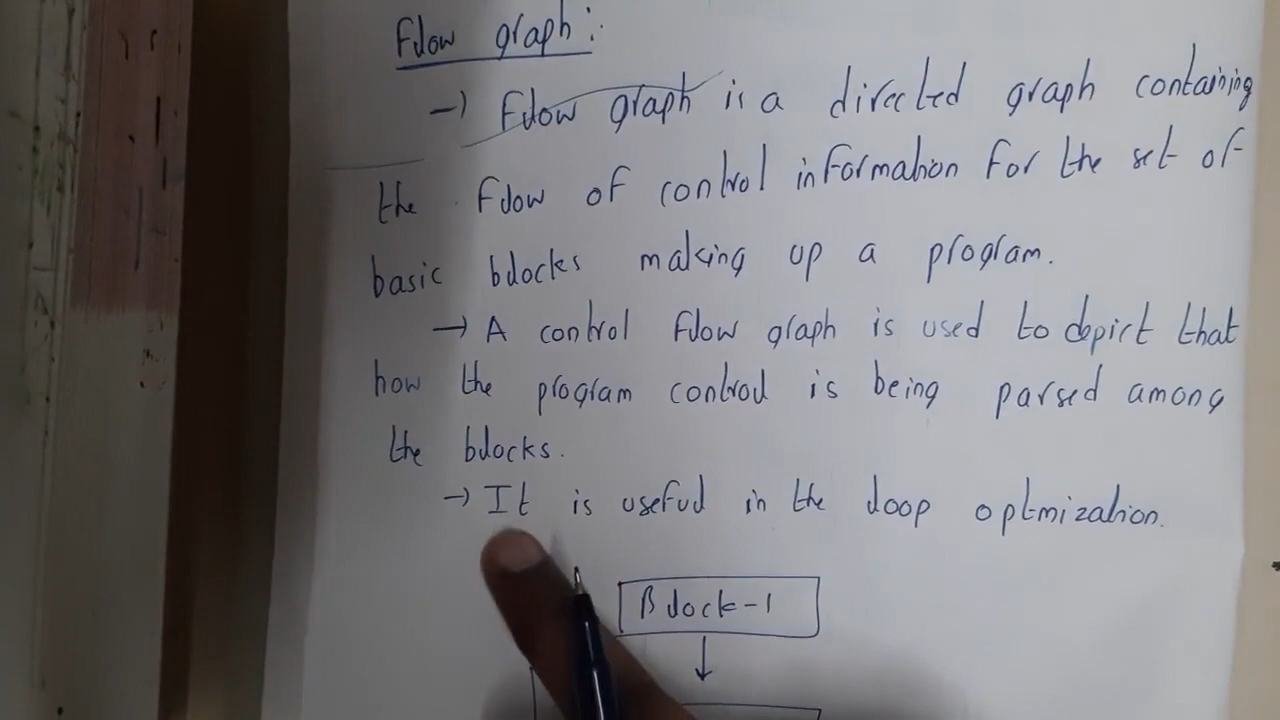 Flow graph :
→ Flow graph is a directed graph containing
the flow of control information for the set of
basic blocks making up a program.
→ A control flow graph is used to depict that
how the program control is being parsed among
the blocks.
→ It is useful in the loop optmization.
Block-1